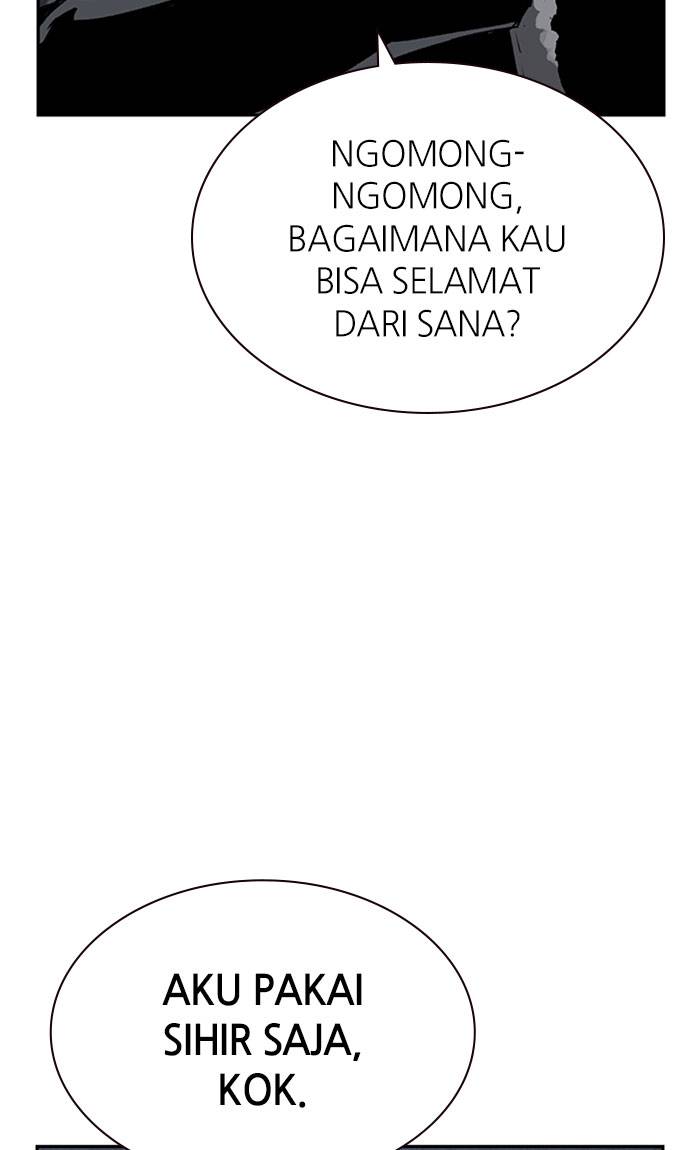 NGOMONG-
NGOMONG,
BAGAIMANA KAU
BISA SELAMAT
DARI SANA?
AKU PAKAI
SIHIR SAJA,
KOK.